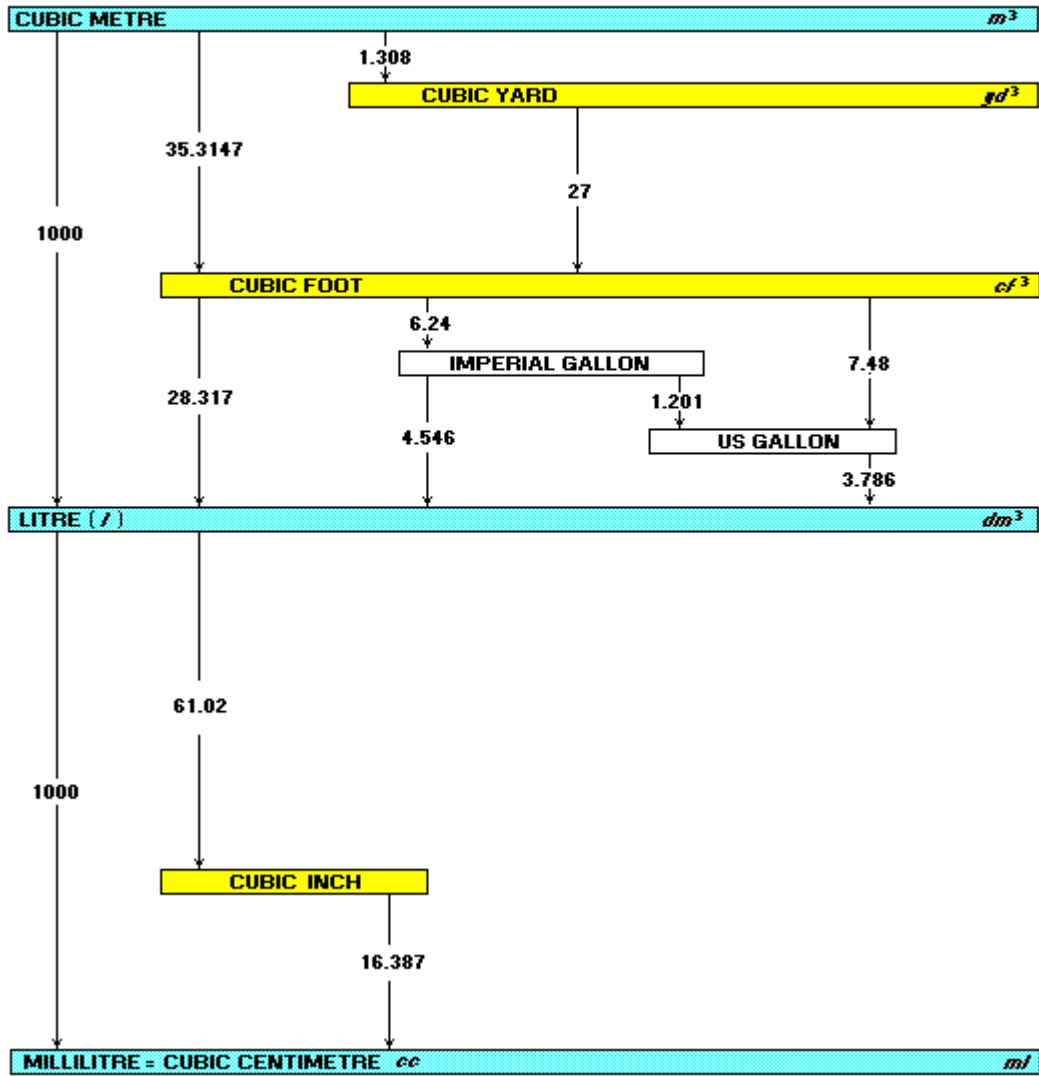 CUBIC METRE m³
1.308
CUBIC YARD yd³
35.3147
27
1000
CUBIC FOOT cf³
6.24
IMPERIAL GALLON
7.48
28.317
1.201
4.546
US GALLON
3.786
LITRE (l) dm³
61.02
1000
CUBIC INCH
16.387
MILLILITRE = CUBIC CENTIMETRE cc ml